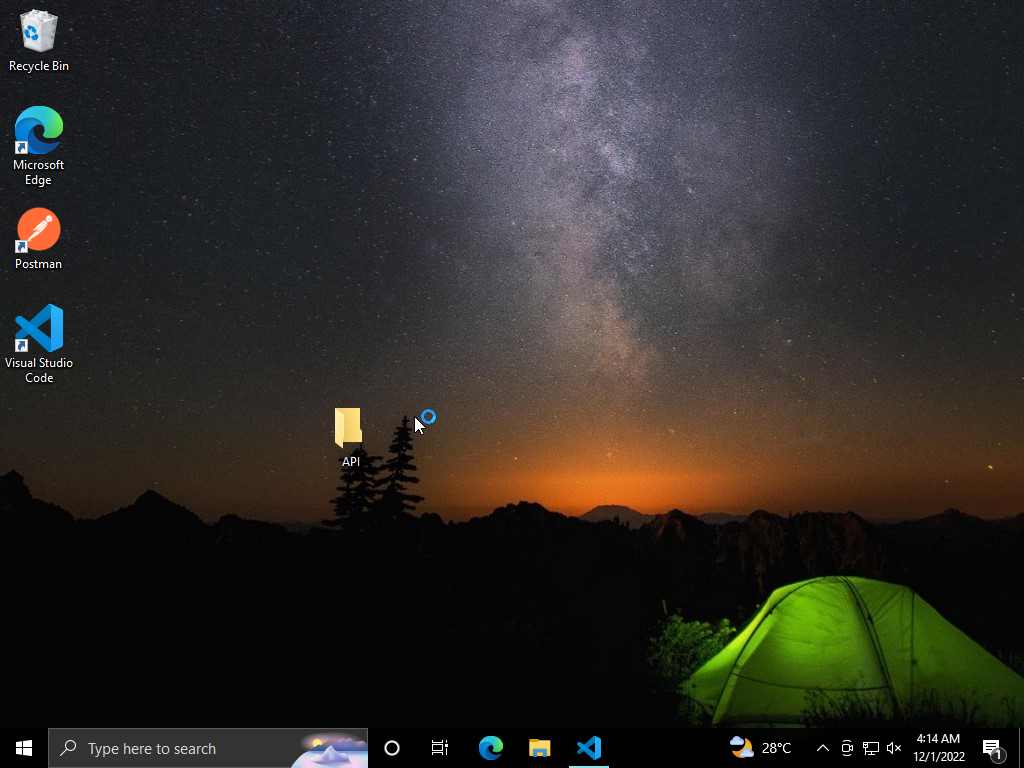 Recycle Bin
Microsoft
Edge
Postman
Visual Studio
Code
API
Type here to search
28°C
4:14 AM
12/1/2022
1